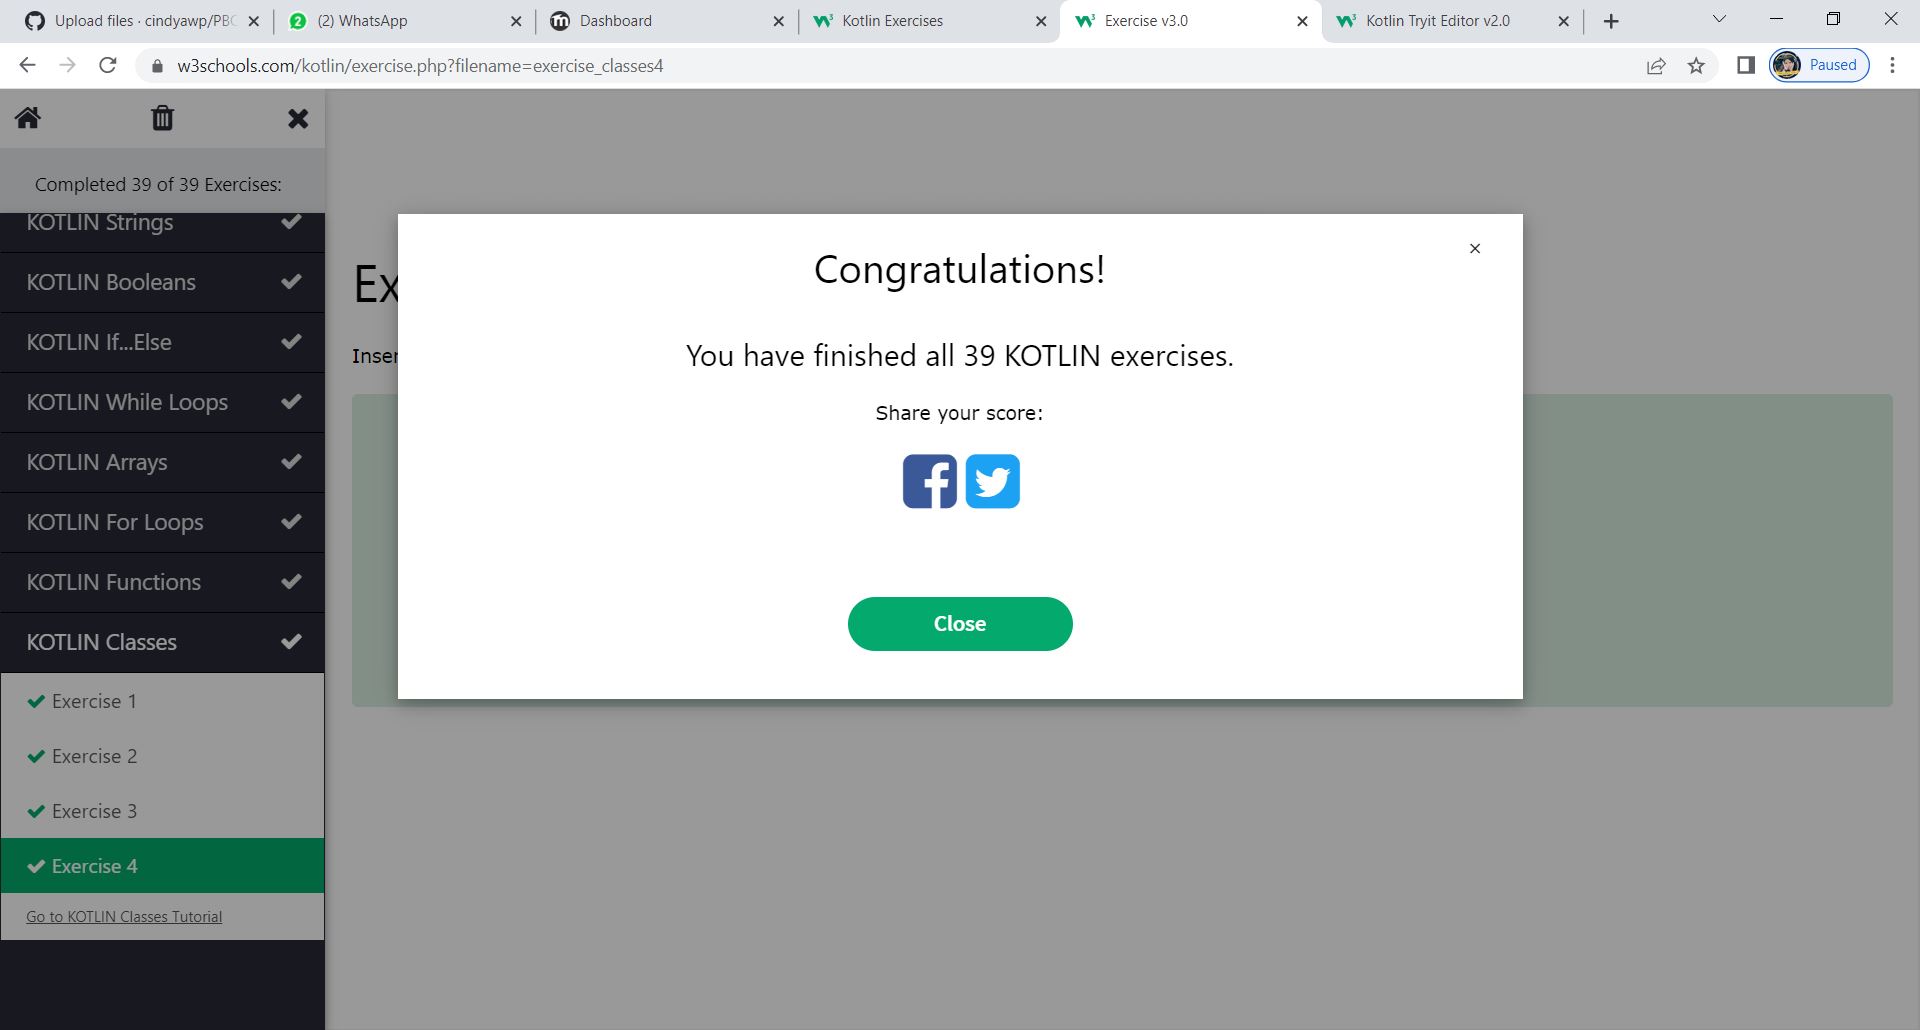 Upload files · cindyawp/PBC
(2) WhatsApp
Dashboard
Kotlin Exercises
Exercise v3.0
Kotlin Tryit Editor v2.0
w3schools.com/kotlin/exercise.php?filename=exercise_classes4
Paused
Completed 39 of 39 Exercises:
KOTLIN Strings
KOTLIN Booleans
KOTLIN If...Else
KOTLIN While Loops
KOTLIN Arrays
KOTLIN For Loops
KOTLIN Functions
KOTLIN Classes
Exercise 1
Exercise 2
Exercise 3
Exercise 4
Go to KOTLIN Classes Tutorial
Ex
Inser
×
Congratulations!
You have finished all 39 KOTLIN exercises.
Share your score:
Close